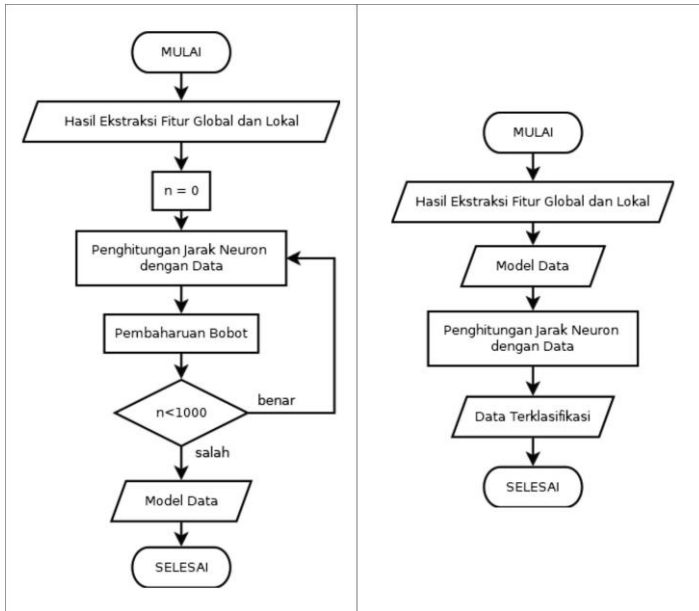 MULAI
Hasil Ekstraksi Fitur Global dan Lokal
n = 0
Penghitungan Jarak Neuron
dengan Data
Pembaharuan Bobot
n<1000
benar
salah
Model Data
SELESAI
MULAI
Hasil Ekstraksi Fitur Global dan Lokal
Model Data
Penghitungan Jarak Neuron
dengan Data
Data Terklasifikasi
SELESAI